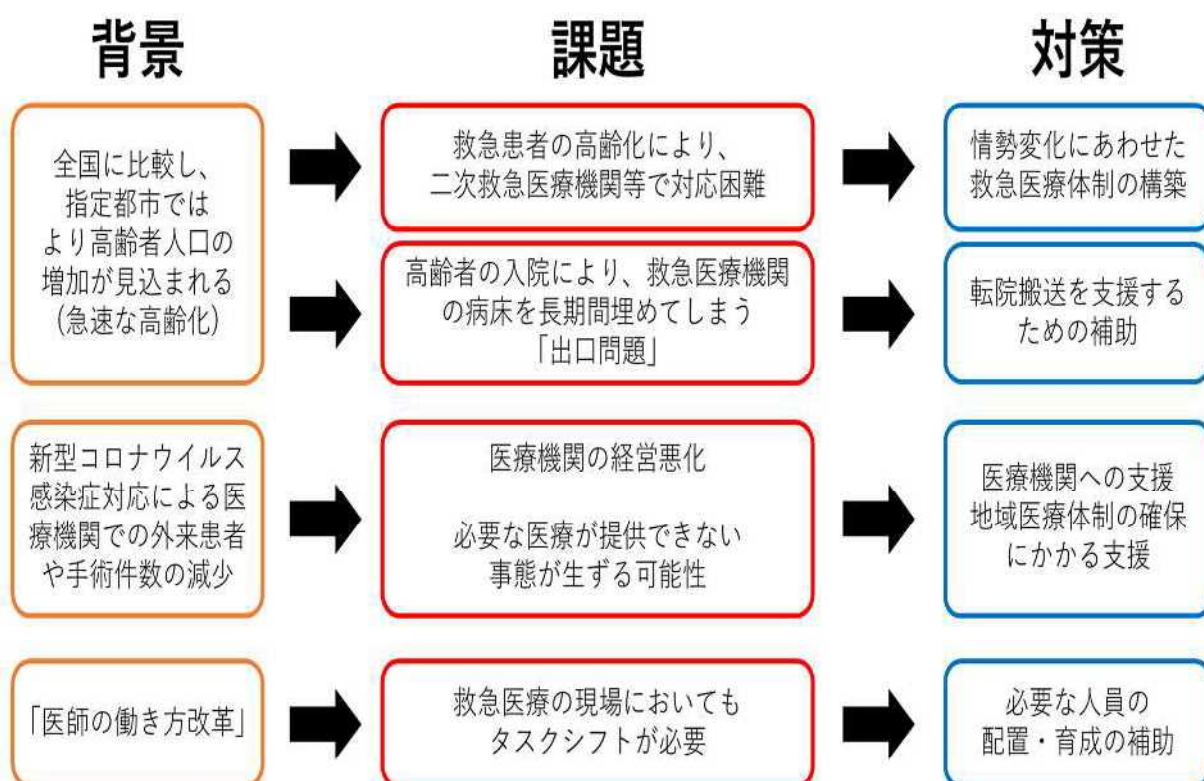 背景
課題
対策
全国に比較し、
指定都市では
より高齢者人口の
増加が見込まれる
(急速な高齢化)
救急患者の高齢化により、
二次救急医療機関等で対応困難
情勢変化にあわせた
救急医療体制の構築
高齢者の入院により、救急医療機関
の病床を長期間埋めてしまう
「出口問題」
転院搬送を支援する
ための補助
新型コロナウイルス
感染症対応による医
療機関での外来患者
や手術件数の減少
医療機関の経営悪化
必要な医療が提供できない
事態が生ずる可能性
医療機関への支援
地域医療体制の確保
にかかる支援
「医師の働き方改革」
救急医療の現場においても
タスクシフトが必要
必要な人員の
配置・育成の補助